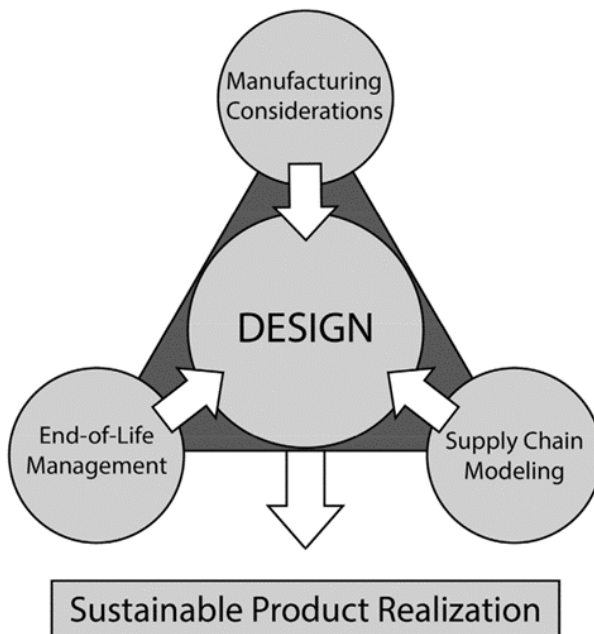 Manufacturing
Considerations
DESIGN
End-of-Life
Management
Supply Chain
Modeling
Sustainable Product Realization